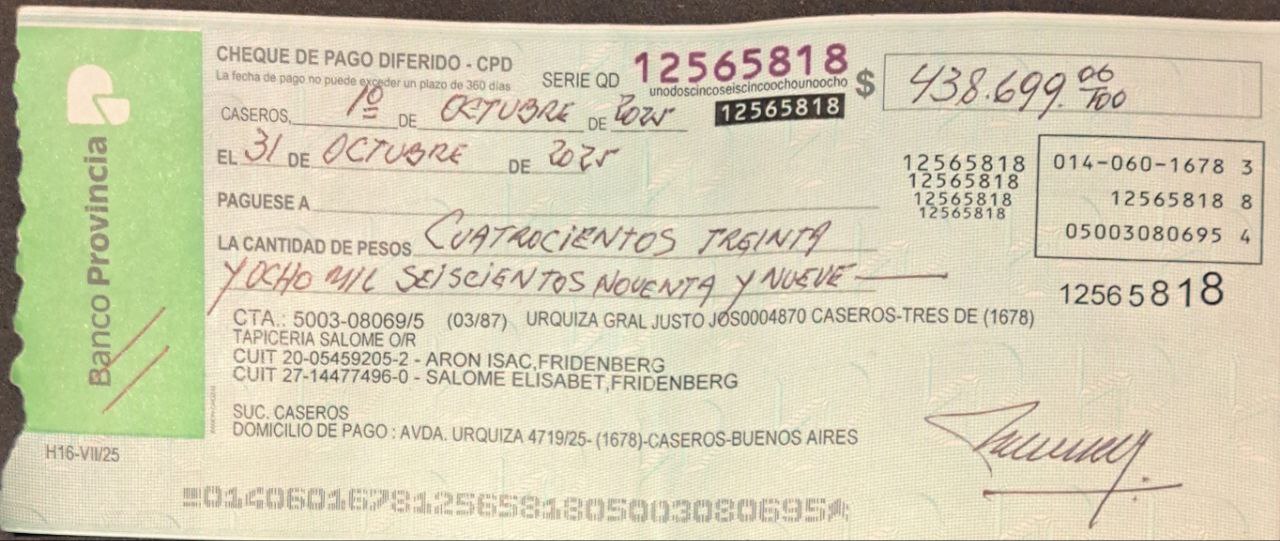 Banco Provincia
H16-VII/25
CHEQUE DE PAGO DIFERIDO - CPD
La fecha de pago no puede exceder un plazo de 360 días
SERIE QD 12565818
unodoscincoseiscincoochounoocho
12565818
$ 438.699.06/100
CASEROS, 1º DE OCTUBRE DE 2025
EL 31 DE OCTUBRE DE 2025
PAGUESE A
LA CANTIDAD DE PESOS CUATROCIENTOS TREINTA
Y OCHO MIL SEISCIENTOS NOVENTA Y NUEVE
12565818
12565818
12565818
12565818
014-060-1678 3
12565818 8
05003080695 4
12565818
CTA.: 5003-08069/5 (03/87) URQUIZA GRAL JUSTO JOS0004870 CASEROS-TRES DE (1678)
TAPICERIA SALOME O/R
CUIT 20-05459205-2 - ARON ISAC,FRIDENBERG
CUIT 27-14477496-0 - SALOME ELISABET,FRIDENBERG
SUC. CASEROS
DOMICILIO DE PAGO : AVDA. URQUIZA 4719/25- (1678)-CASEROS-BUENOS AIRES
01406016781256581805003080695